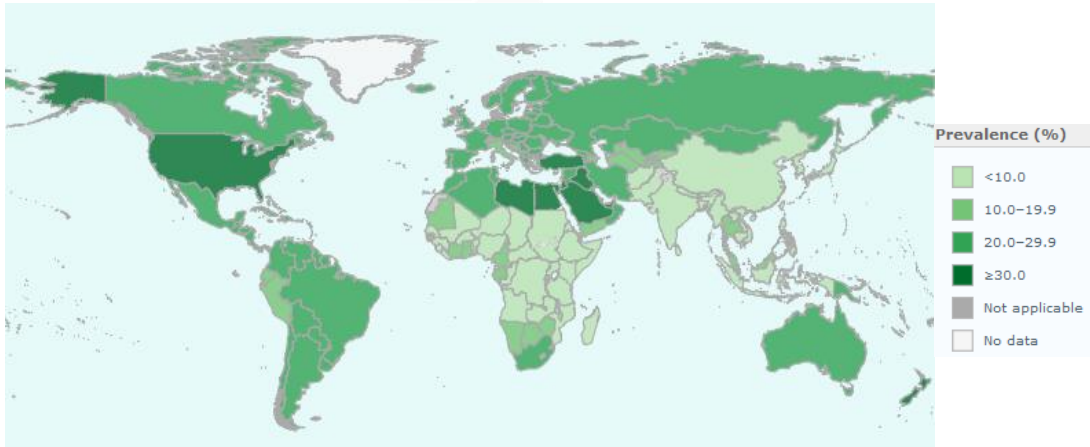 Prevalence (%)
<10.0
10.0–19.9
20.0–29.9
≥30.0
Not applicable
No data